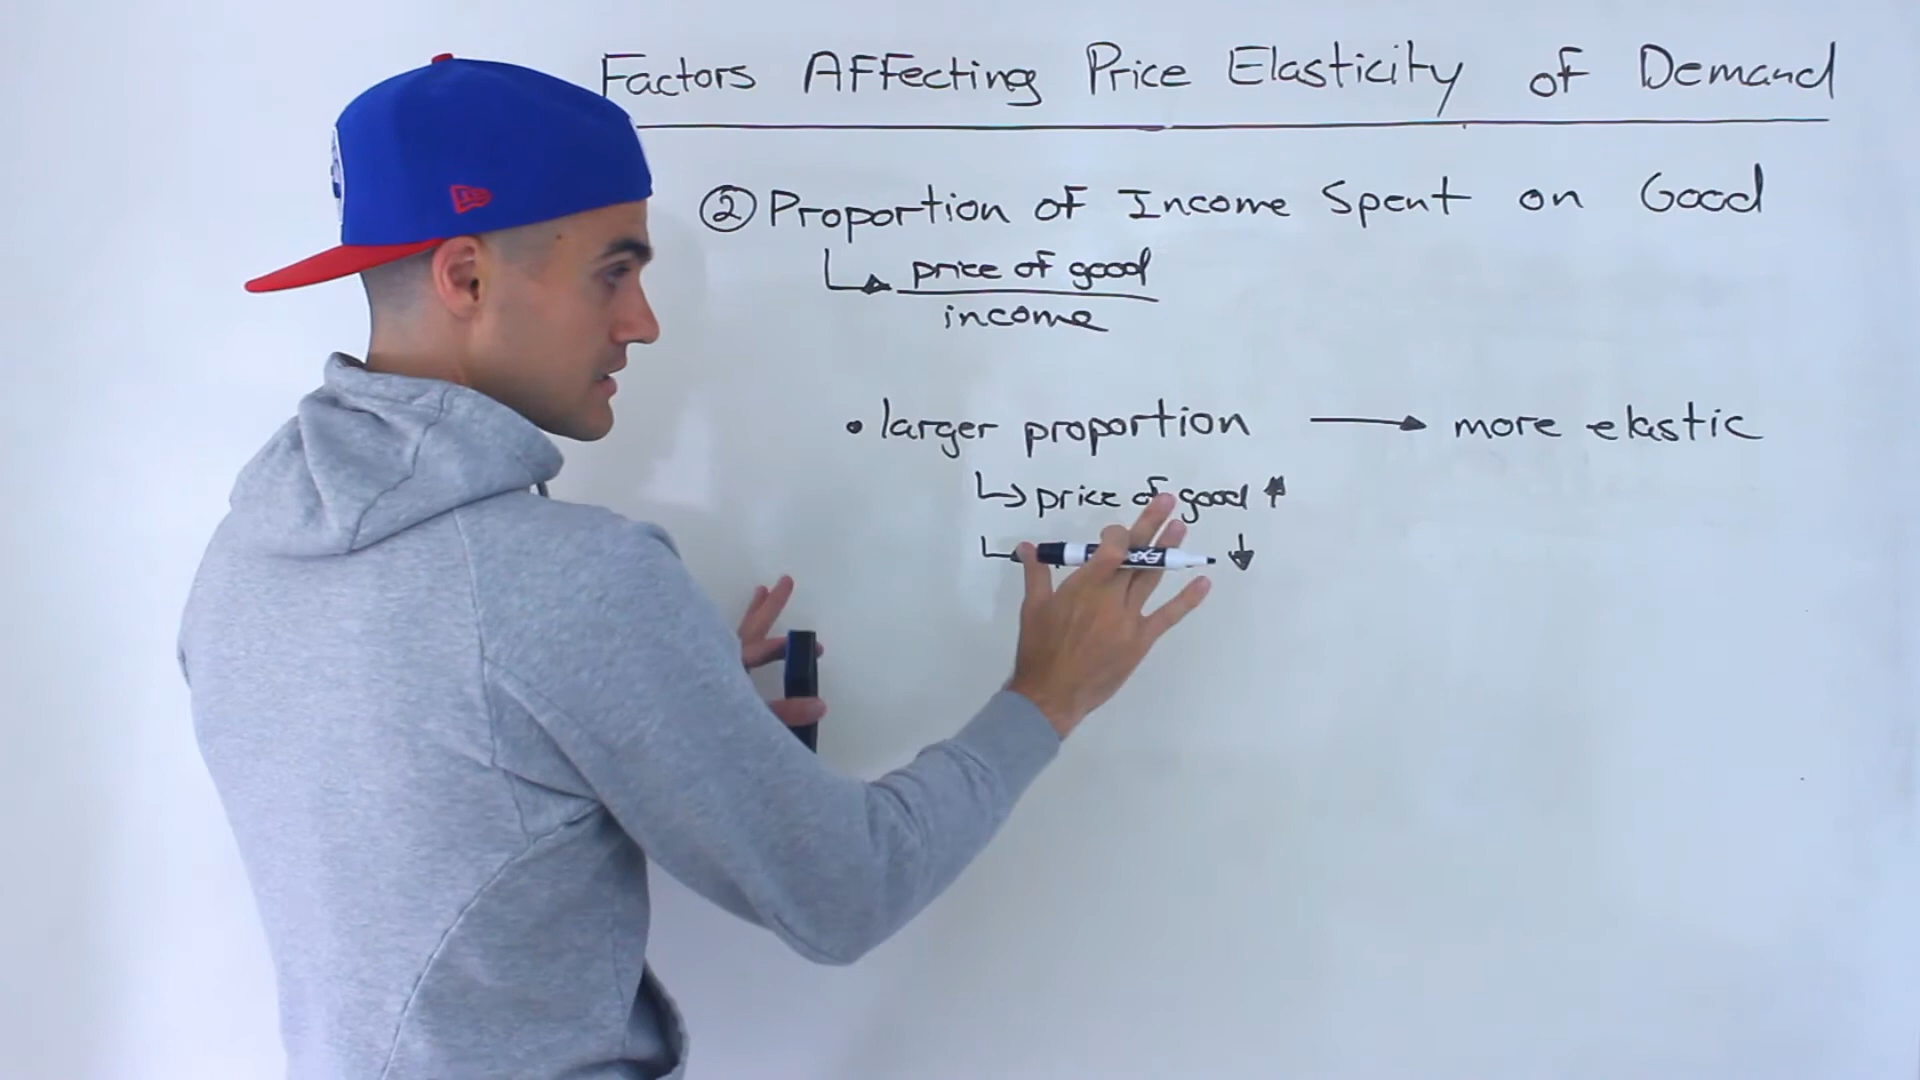 Factors Affecting Price Elasticity of Demand
② Proportion of Income Spent on Good
price of good
income
• larger proportion → more elastic
↳ price of good ↑
↳ ↓
EXPO